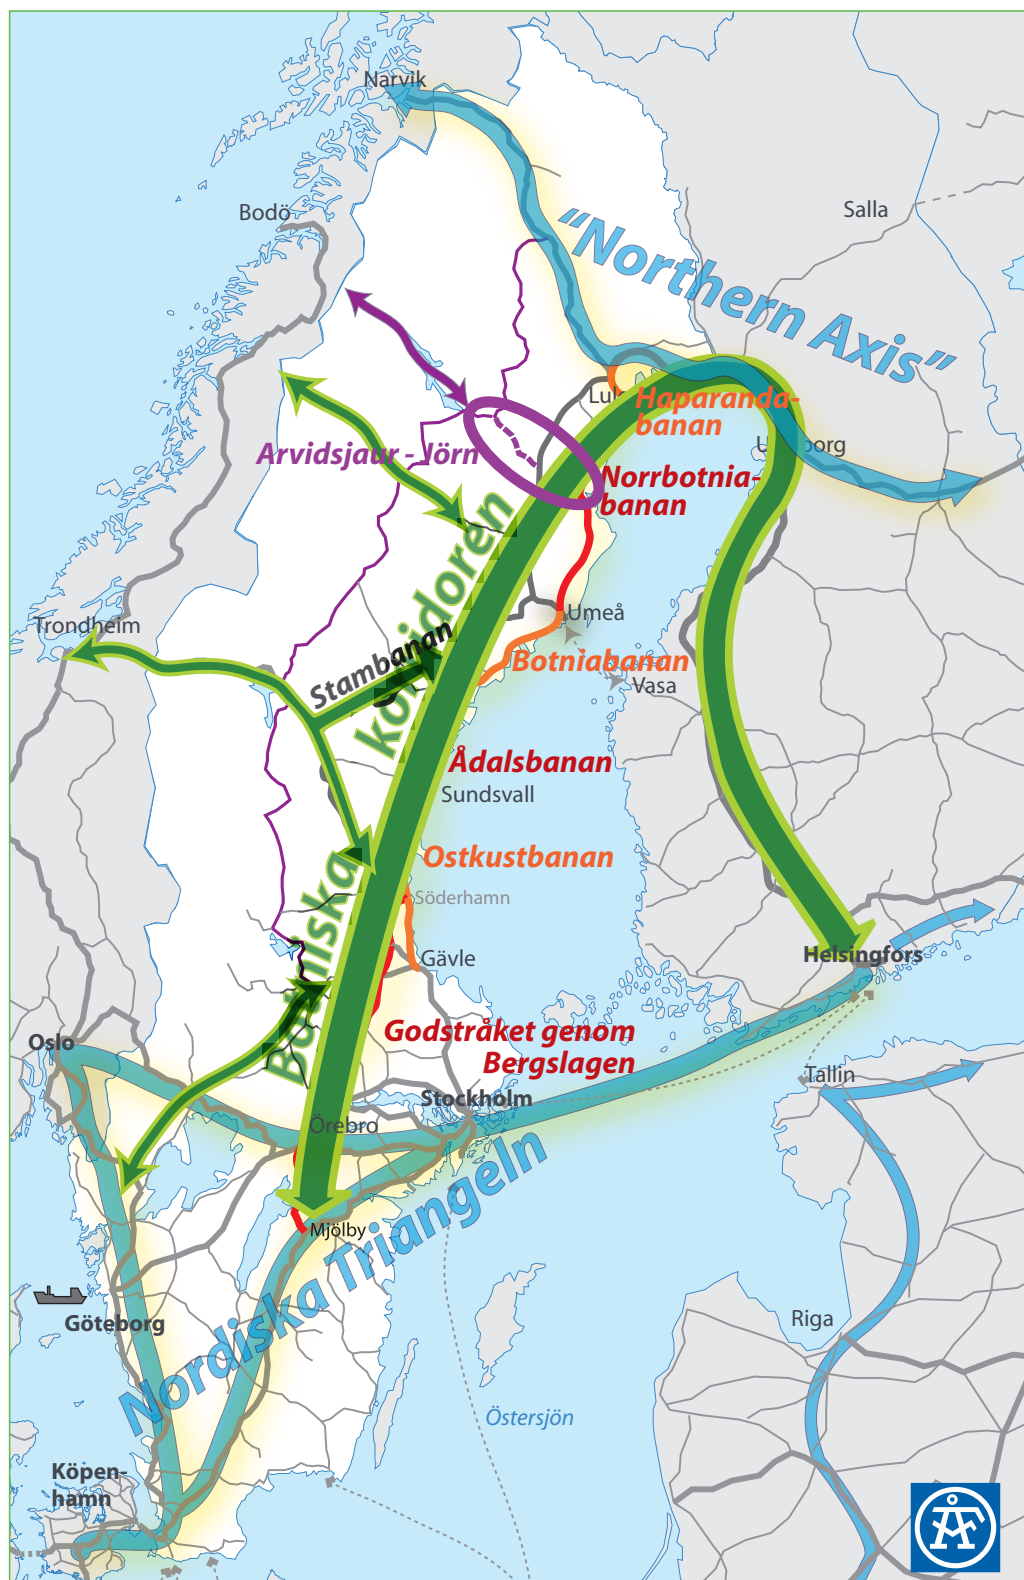 Narvik
Bodö
Salla
"Northern Axis"
Haparanda-
banan
Arvidsjaur - Jörn
Norrbotnia-
banan
korridoren
Trondheim
Umeå
Stambanan
Botniabanan
Vasa
Ådalsbanan
Sundsvall
Botniska
Ostkustbanan
Söderhamn
Gävle
Helsingfors
Godstråket genom
Bergslagen
Oslo
Tallin
Stockholm
Örebro
Mjölby
Nordiska Triangeln
Göteborg
Riga
Östersjön
Köpen-
hamn
ÅF